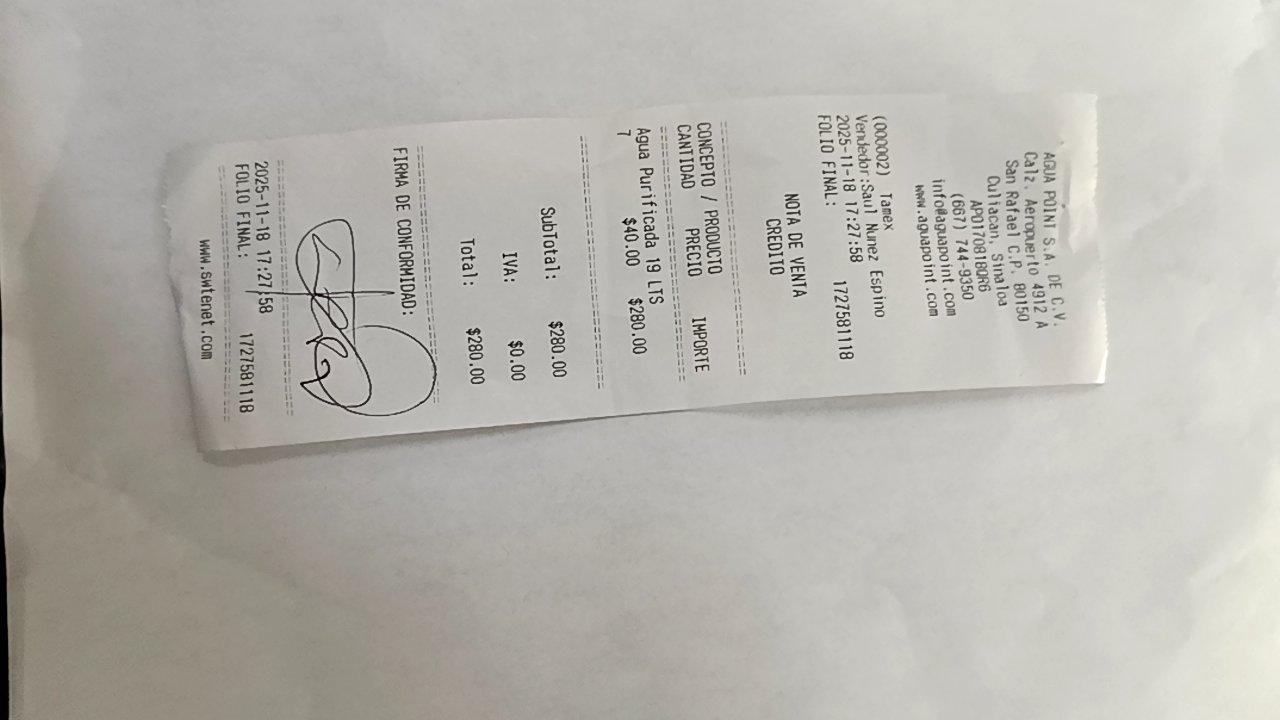 AGUA POINT S.A. DE C.V.
Calz. Aeropuerto 4912 A
San Rafael C.P. 80150
Culiacan, Sinaloa
AP0170818QR6
(667) 744-9350
info@aguapoint.com
www.aguapoint.com
(000002) Tamex
Vendedor:Saul Nunez Espino
2025-11-18 17:27:58
FOLIO FINAL: 1727581118
NOTA DE VENTA
CREDITO
CONCEPTO / PRODUCTO
CANTIDAD PRECIO IMPORTE
Agua Purificada 19 LTS
7 $40.00 $280.00
SubTotal: $280.00
IVA: $0.00
Total: $280.00
FIRMA DE CONFORMIDAD:
2025-11-18 17:27:58
FOLIO FINAL: 1727581118
www.swtenet.com